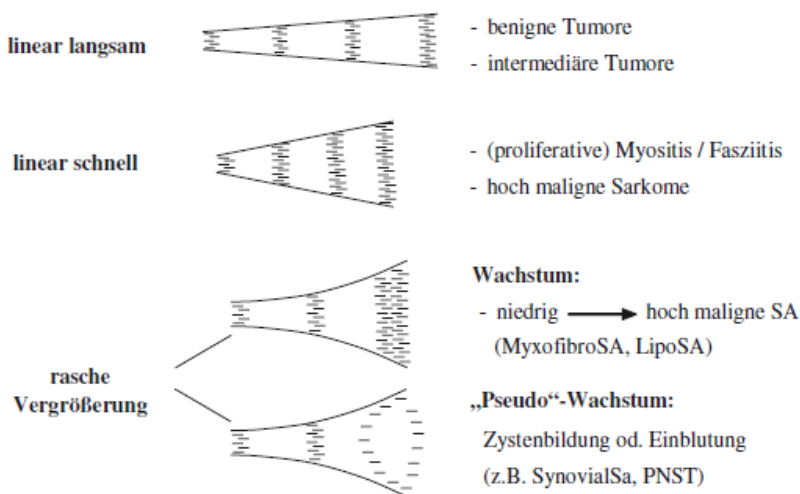 linear langsam
- benigne Tumore
- intermediäre Tumore
linear schnell
- (proliferative) Myositis / Fasziitis
- hoch maligne Sarkome
Wachstum:
- niedrig → hoch maligne SA
(MyxofibroSA, LipoSA)
rasche
Vergrößerung
„Pseudo“-Wachstum:
Zystenbildung od. Einblutung
(z.B. SynovialSa, PNST)